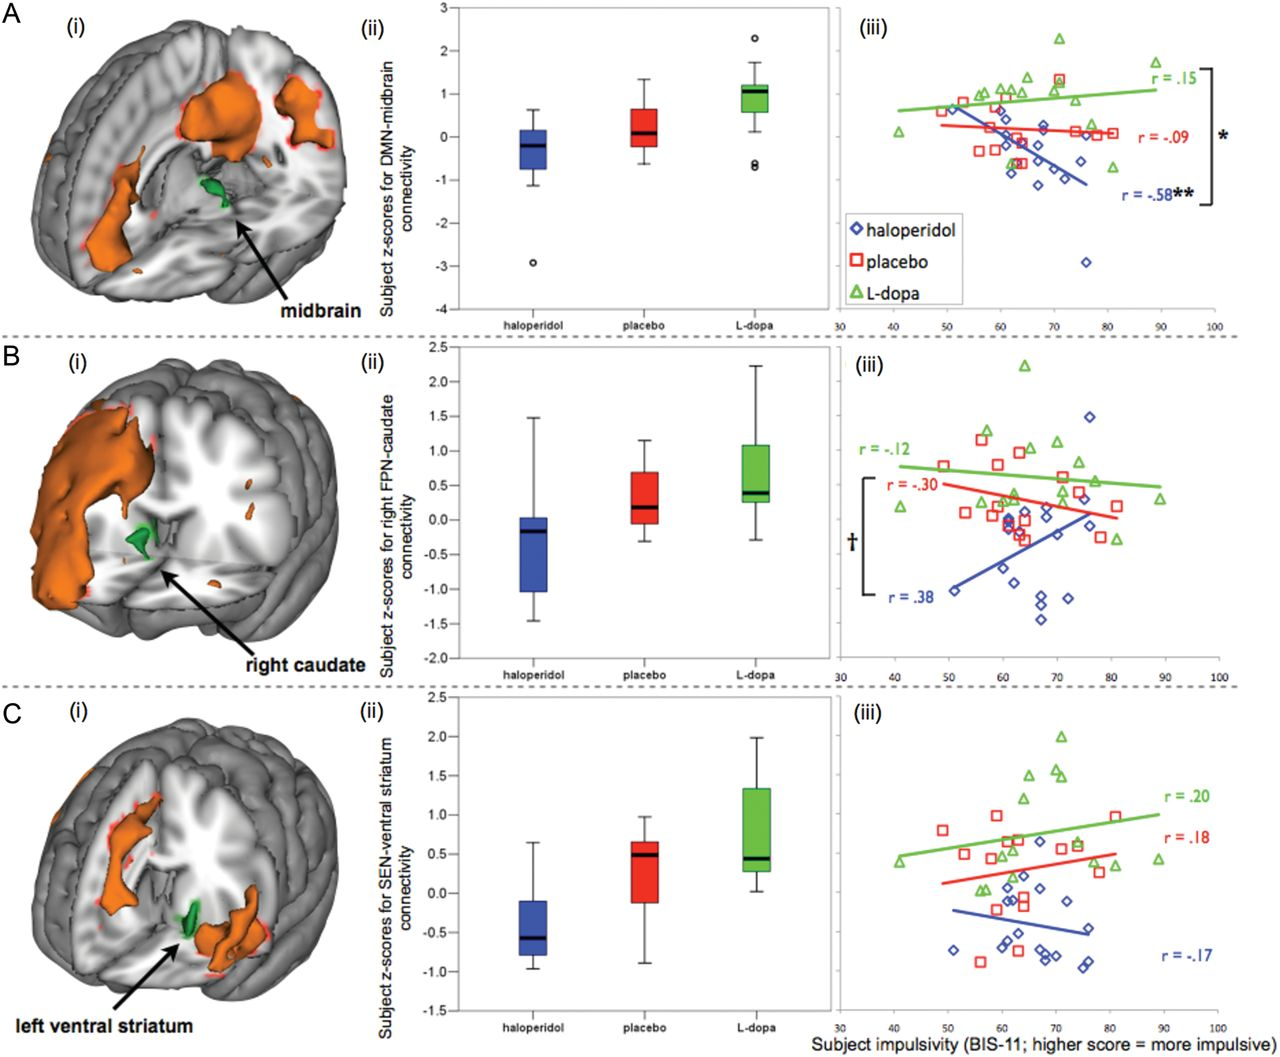 A
(i)
midbrain
(ii)
Subject z-scores for DMN-midbrain
connectivity
3
2
1
0
-1
-2
-3
-4
haloperidol
placebo
L-dopa
(iii)
r = .15
r = -.09
r = -.58**
*
haloperidol
placebo
L-dopa
30
40
50
60
70
80
90
100
B
(i)
right caudate
(ii)
Subject z-scores for right FPN-caudate
connectivity
2.5
2.0
1.5
1.0
0.5
0.0
-0.5
-1.0
-1.5
-2.0
haloperidol
placebo
L-dopa
(iii)
r = -.12
r = -.30
†
r = .38
30
40
50
60
70
80
90
100
C
(i)
left ventral striatum
(ii)
Subject z-scores for SEN-ventral striatum
connectivity
2.5
2.0
1.5
1.0
0.5
0.0
-0.5
-1.0
-1.5
haloperidol
placebo
L-dopa
(iii)
r = .20
r = .18
r = -.17
30
40
50
60
70
80
90
100
Subject impulsivity (BIS-11; higher score = more impulsive)